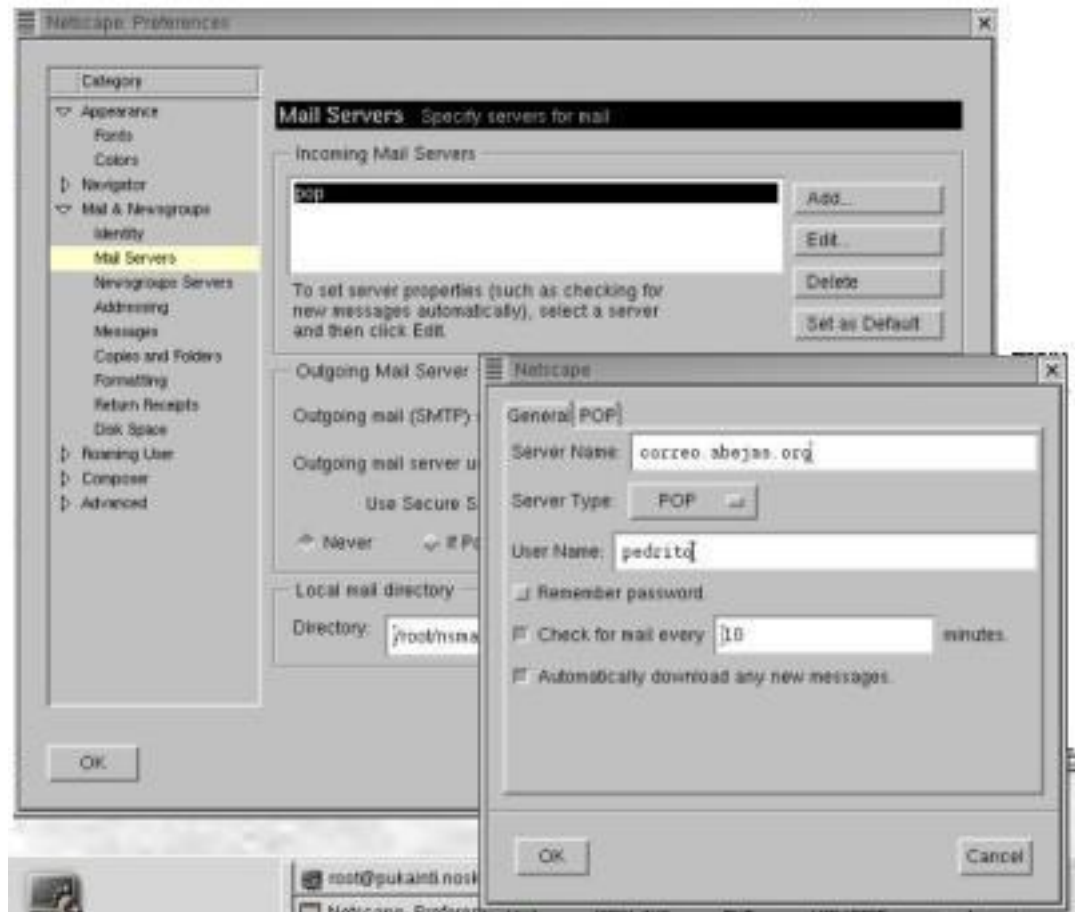 Netscape: Preferences
Category
Appearance
Fonts
Colors
Navigator
Mail & Newsgroups
Identity
Mail Servers
Newsgroups Servers
Addressing
Messages
Copies and Folders
Formatting
Return Receipts
Disk Space
Roaming User
Composer
Advanced
OK
Mail Servers Specify servers for mail
Incoming Mail Servers
pop
Add...
Edit...
Delete
Set as Default
To set server properties (such as checking for
new messages automatically), select a server
and then click Edit.
Outgoing Mail Server
Outgoing mail (SMTP)
Outgoing mail server
Use Secure
Never
If
Local mail directory
Directory:
/root/nsma
Netscape
General POP
Server Name: correo.abejas.org
Server Type: POP
User Name: pedrito
Remember password
Check for mail every 10 minutes.
Automatically download any new messages.
OK
Cancel
Netscape: Prefere